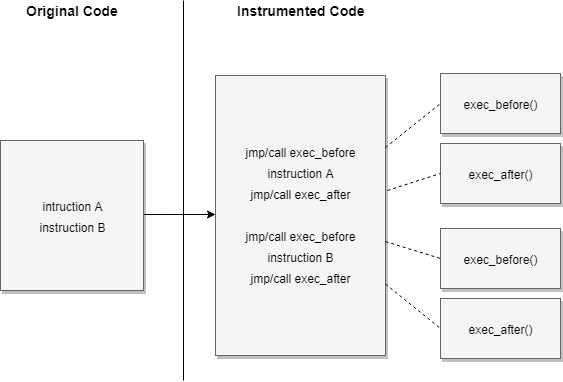 Original Code
Instrumented Code
intruction A
instruction B
jmp/call exec_before
instruction A
jmp/call exec_after
jmp/call exec_before
instruction B
jmp/call exec_after
exec_before()
exec_after()
exec_before()
exec_after()